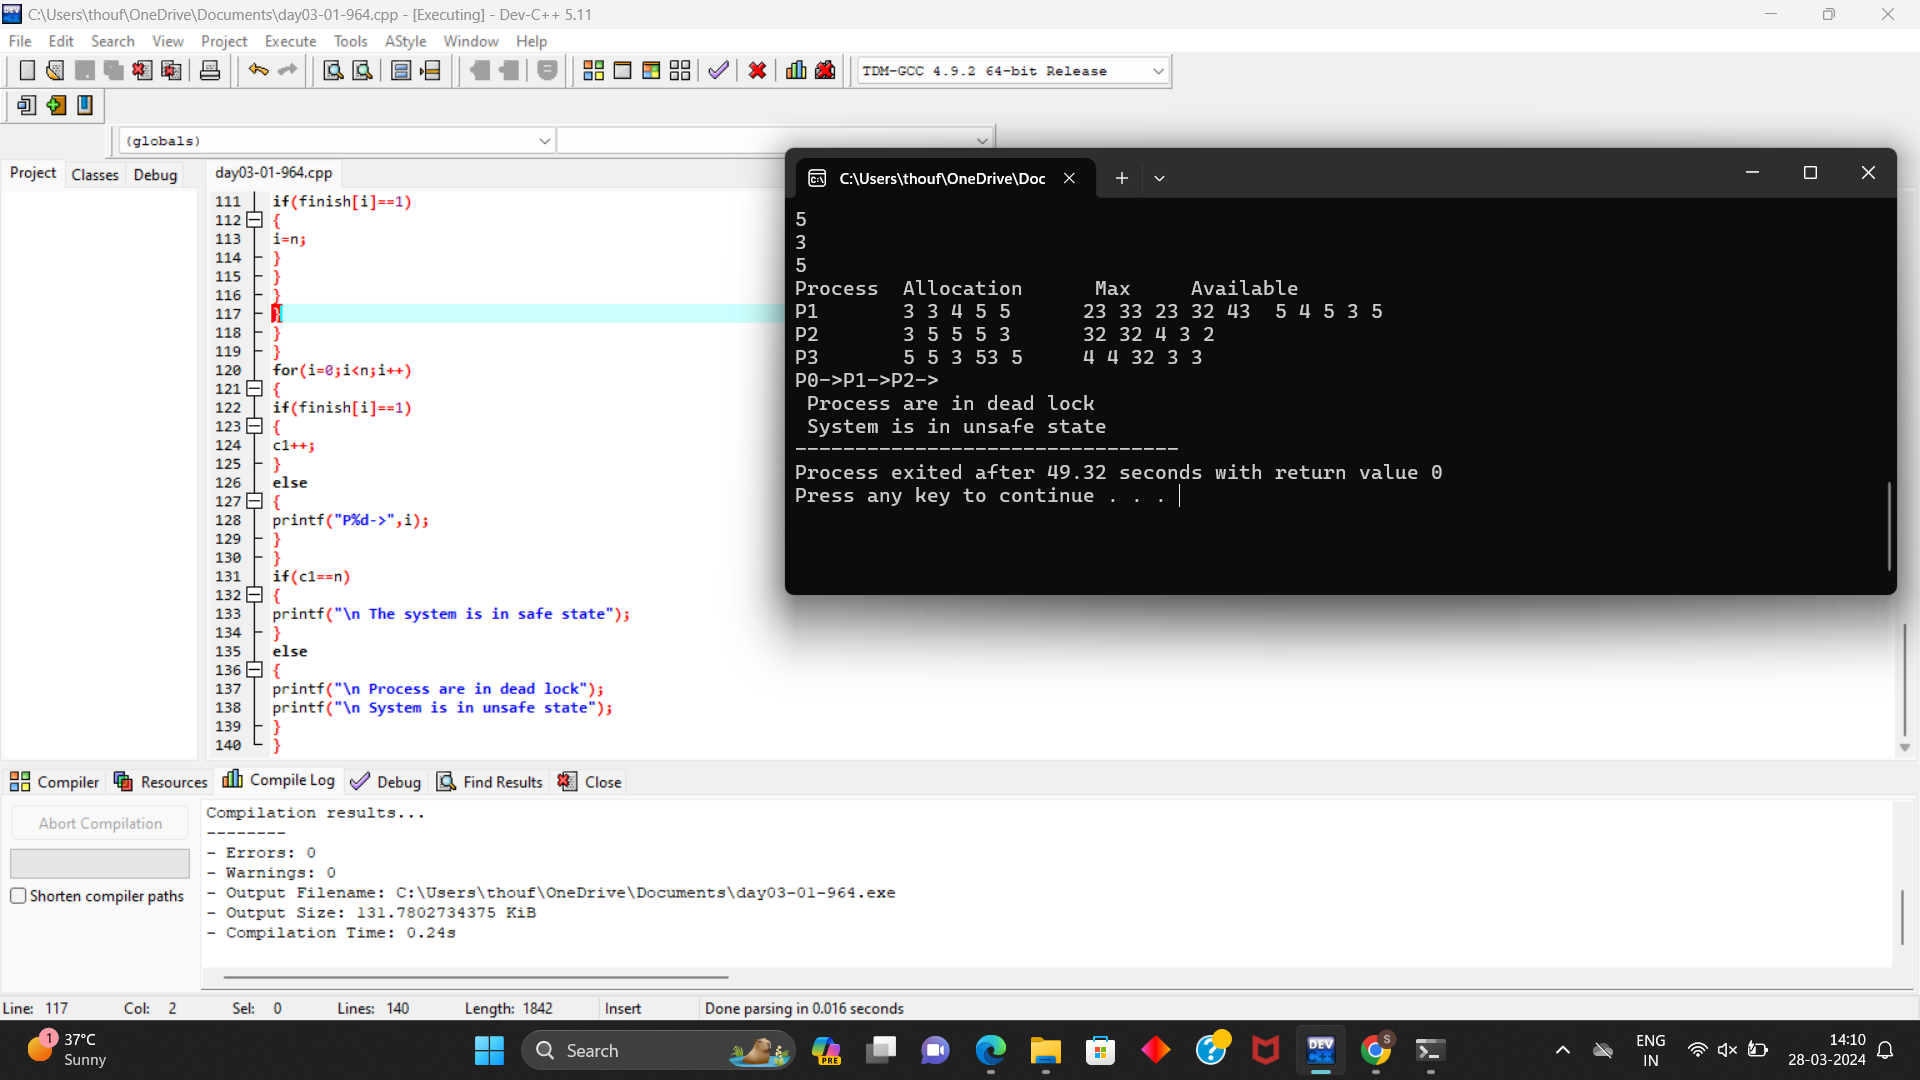 C:\Users\thouf\OneDrive\Documents\day03-01-964.cpp - [Executing] - Dev-C++ 5.11
File Edit Search View Project Execute Tools AStyle Window Help
TDM-GCC 4.9.2 64-bit Release
(globals)
Project Classes Debug
day03-01-964.cpp
111 if(finish[i]==1)
112 {
113 i=n;
114 }
115 }
116 }
117 }
118 }
119 }
120 for(i=0;i<n;i++)
121 {
122 if(finish[i]==1)
123 {
124 c1++;
125 }
126 else
127 {
128 printf("P%d->",i);
129 }
130 }
131 if(c1==n)
132 {
133 printf("\n The system is in safe state");
134 }
135 else
136 {
137 printf("\n Process are in dead lock");
138 printf("\n System is in unsafe state");
139 }
140 }
C:\Users\thouf\OneDrive\Doc
5
3
5
Process Allocation Max Available
P1 3 3 4 5 5 23 33 23 32 43 5 4 5 3 5
P2 3 5 5 5 3 32 32 4 3 2
P3 5 5 3 53 5 4 4 32 3 3
P0->P1->P2->
Process are in dead lock
System is in unsafe state
--------------------------------
Process exited after 49.32 seconds with return value 0
Press any key to continue . . .
Compiler Resources Compile Log Debug Find Results Close
Abort Compilation
Shorten compiler paths
Compilation results...
--------
- Errors: 0
- Warnings: 0
- Output Filename: C:\Users\thouf\OneDrive\Documents\day03-01-964.exe
- Output Size: 131.7802734375 KiB
- Compilation Time: 0.24s
Line: 117 Col: 2 Sel: 0 Lines: 140 Length: 1842 Insert Done parsing in 0.016 seconds
1
37°C
Sunny
Search
PRE
DEV
C++
S
ENG
IN
14:10
28-03-2024